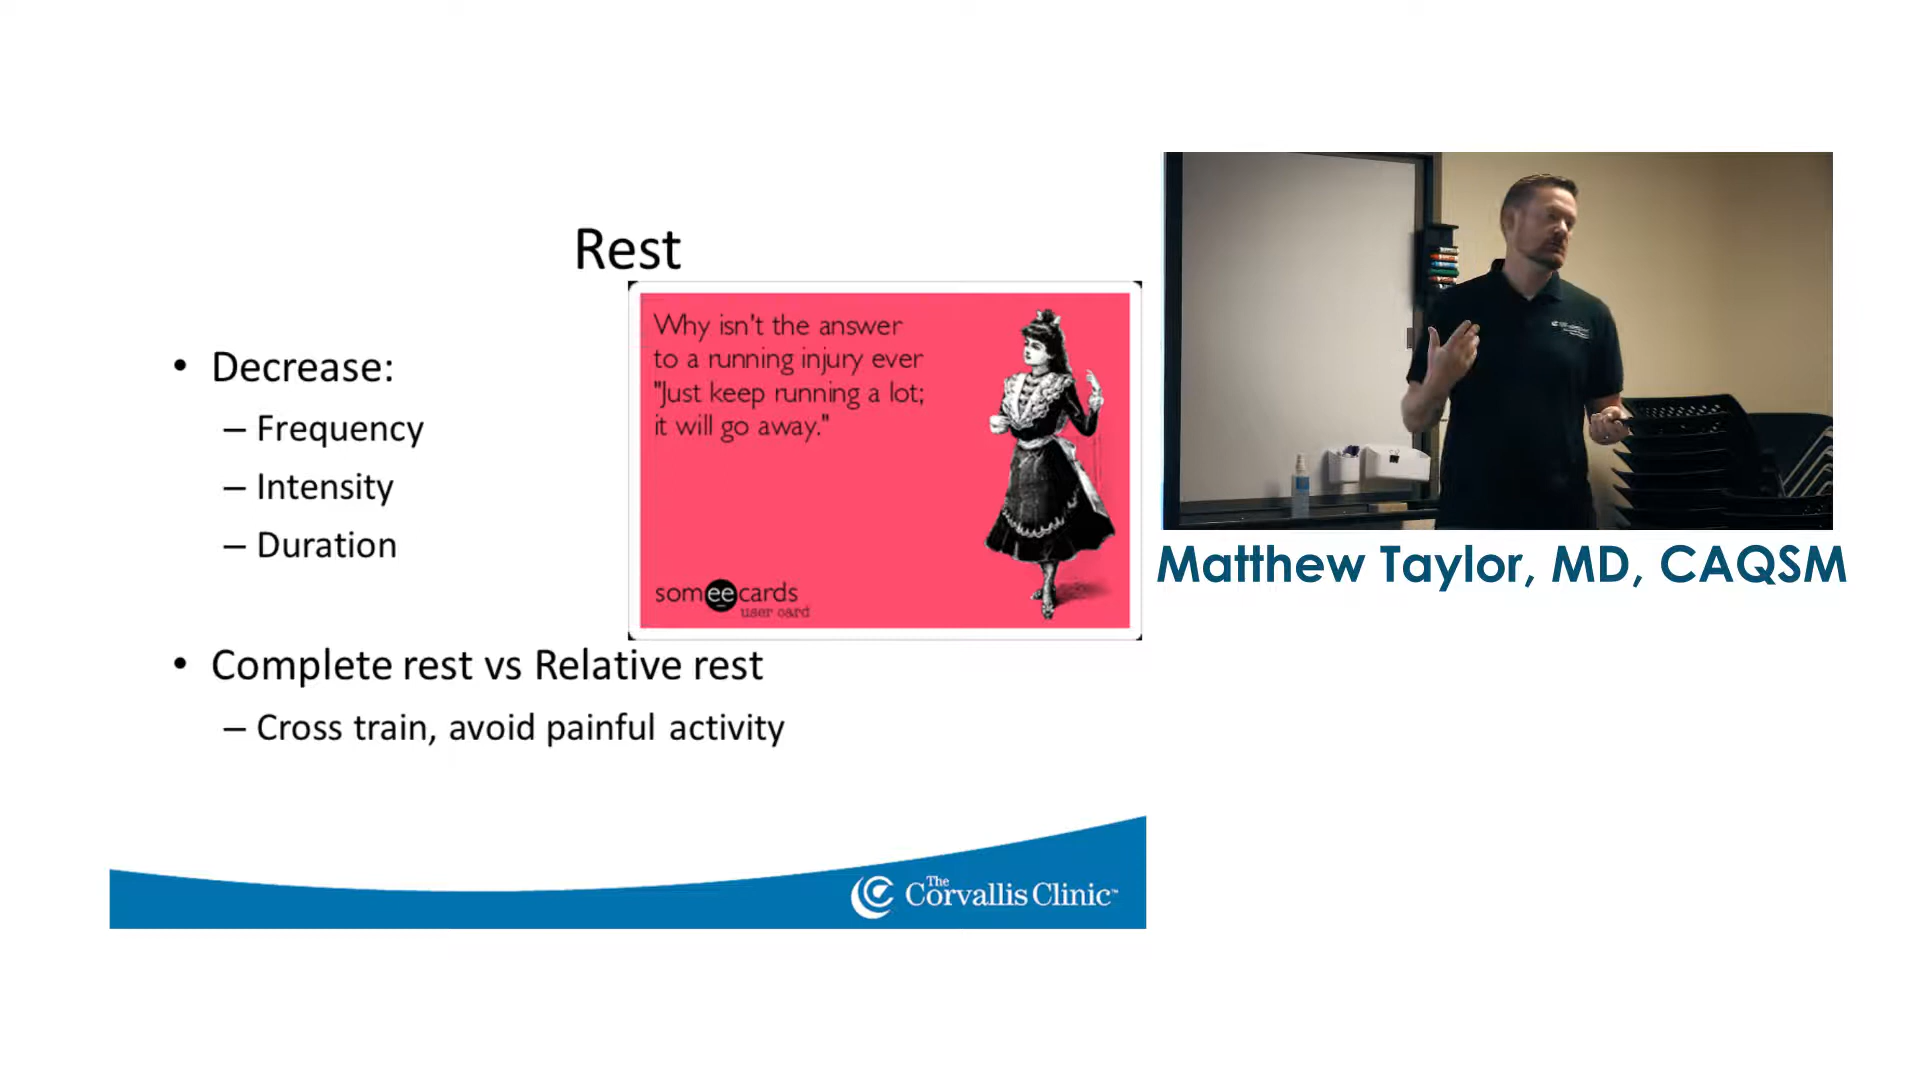 Rest
• Decrease:
– Frequency
– Intensity
– Duration
• Complete rest vs Relative rest
– Cross train, avoid painful activity
Why isn't the answer
to a running injury ever
"Just keep running a lot;
it will go away."
someecards
user card
Matthew Taylor, MD, CAQSM
The
Corvallis Clinic™